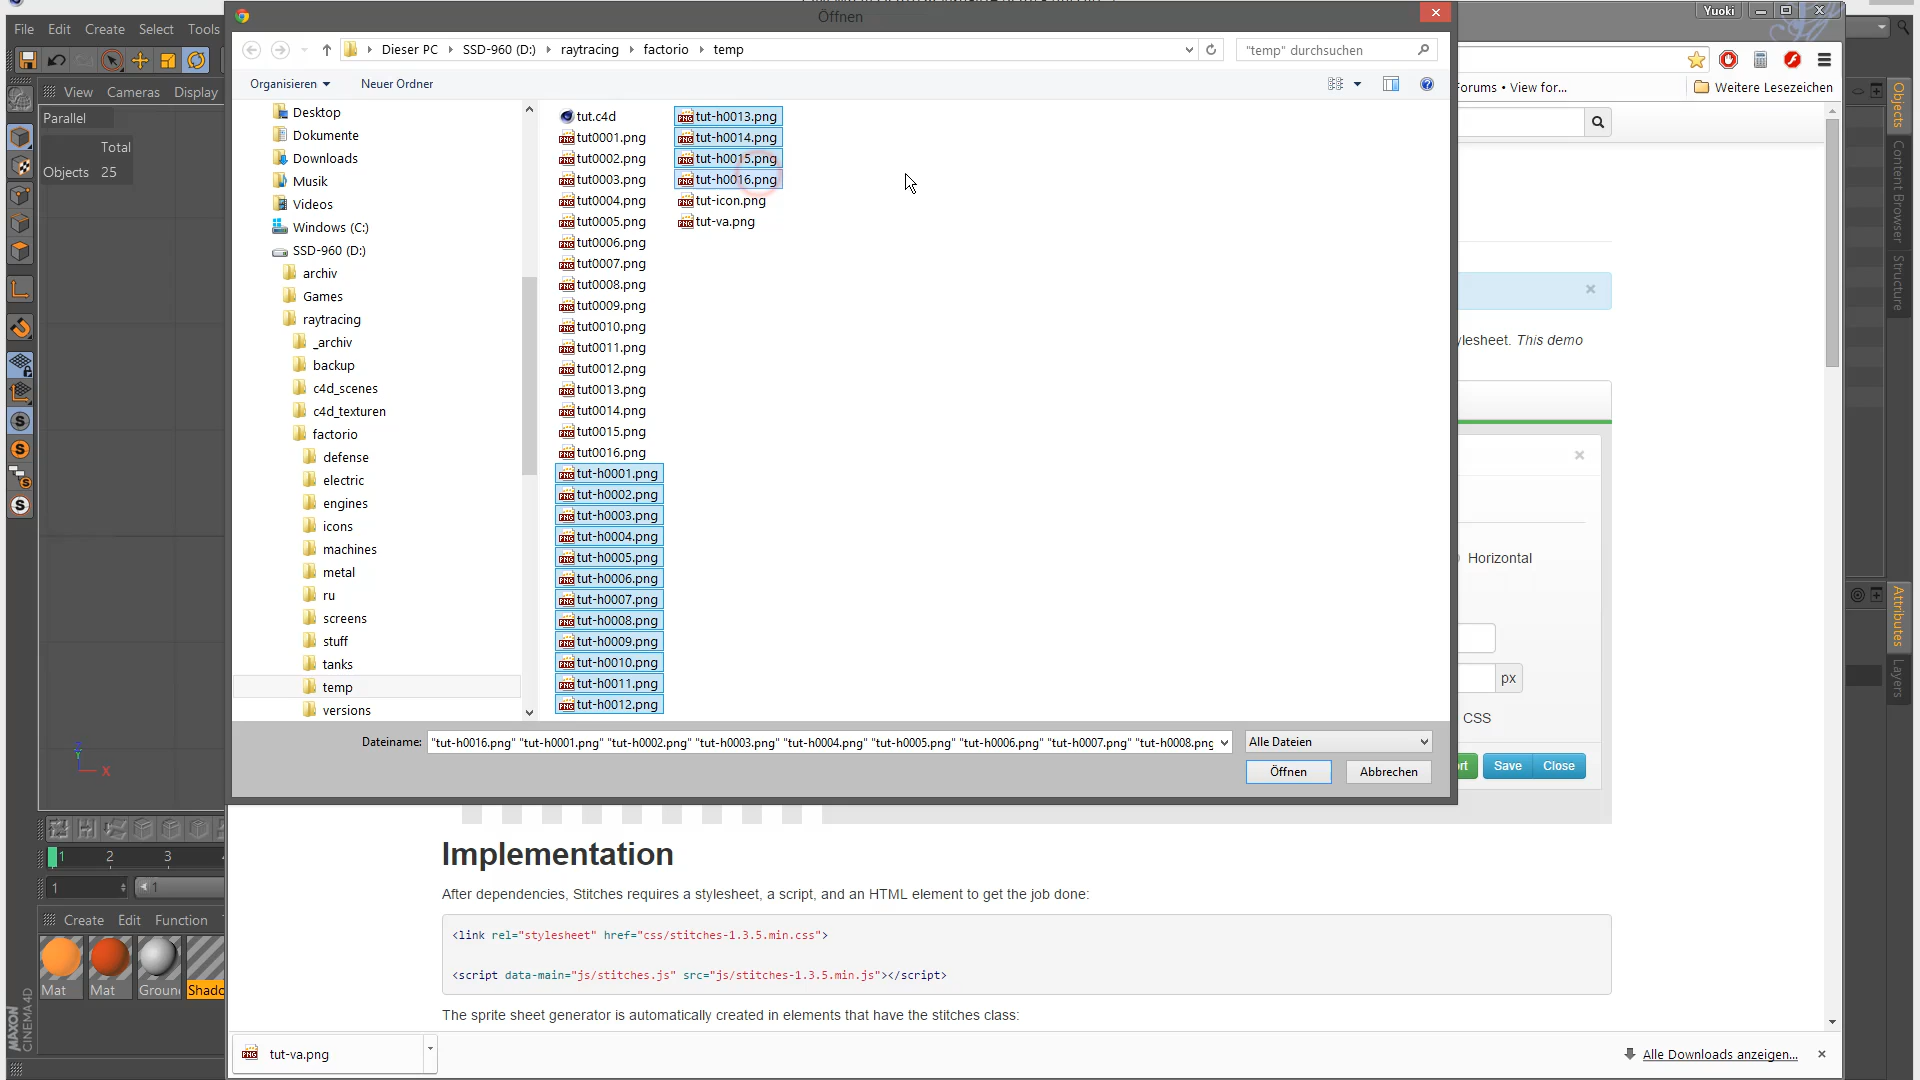 Öffnen
Yuoki
File Edit Create Select Tools
Dieser PC SSD-960 (D:) raytracing factorio temp
"temp" durchsuchen
Organisieren Neuer Ordner
View Cameras Display
Weitere Lesezeichen
Forums • View for...
Parallel
Total
Objects 25
Desktop
Dokumente
Downloads
Musik
Videos
Windows (C:)
SSD-960 (D:)
archiv
Games
raytracing
_archiv
backup
c4d_scenes
c4d_texturen
factorio
defense
electric
engines
icons
machines
metal
ru
screens
stuff
tanks
temp
versions
tut.c4d
tut0001.png
tut0002.png
tut0003.png
tut0004.png
tut0005.png
tut0006.png
tut0007.png
tut0008.png
tut0009.png
tut0010.png
tut0011.png
tut0012.png
tut0013.png
tut0014.png
tut0015.png
tut0016.png
tut-h0001.png
tut-h0002.png
tut-h0003.png
tut-h0004.png
tut-h0005.png
tut-h0006.png
tut-h0007.png
tut-h0008.png
tut-h0009.png
tut-h0010.png
tut-h0011.png
tut-h0012.png
tut-h0013.png
tut-h0014.png
tut-h0015.png
tut-h0016.png
tut-icon.png
tut-va.png
Dateiname: "tut-h0016.png" "tut-h0001.png" "tut-h0002.png" "tut-h0003.png" "tut-h0004.png" "tut-h0005.png" "tut-h0006.png" "tut-h0007.png" "tut-h0008.png
Alle Dateien
Öffnen Abbrechen
ylesheet. This demo
Horizontal
px
CSS
rt Save Close
Objects
Content Browser
Structure
Attributes
Layers
X
Y
1 2 3
1 1
Create Edit Function
Mat Mat Ground Shado
MAXON
CINEMA4D
Implementation
After dependencies, Stitches requires a stylesheet, a script, and an HTML element to get the job done:
<link rel="stylesheet" href="css/stitches-1.3.5.min.css">
<script data-main="js/stitches.js" src="js/stitches-1.3.5.min.js"></script>
The sprite sheet generator is automatically created in elements that have the stitches class:
tut-va.png
Alle Downloads anzeigen...